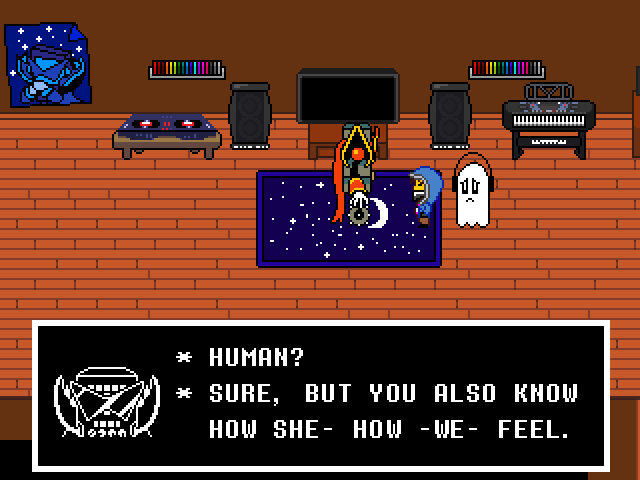 * HUMAN?
* SURE, BUT YOU ALSO KNOW
HOW SHE- HOW -WE- FEEL.